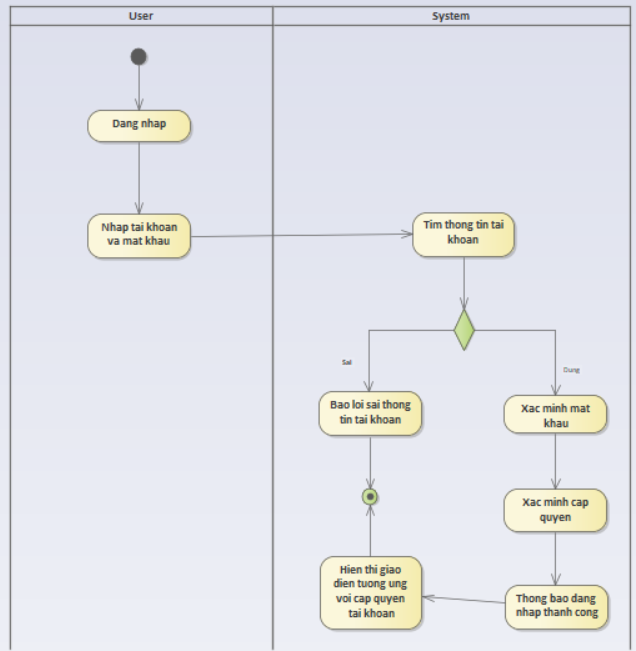 User
System
Dang nhap
Nhap tai khoan
va mat khau
Tim thong tin tai
khoan
Sai
Dung
Bao loi sai thong
tin tai khoan
Xac minh mat
khau
Xac minh cap
quyen
Hien thi giao
dien tuong ung
voi cap quyen
tai khoan
Thong bao dang
nhap thanh cong